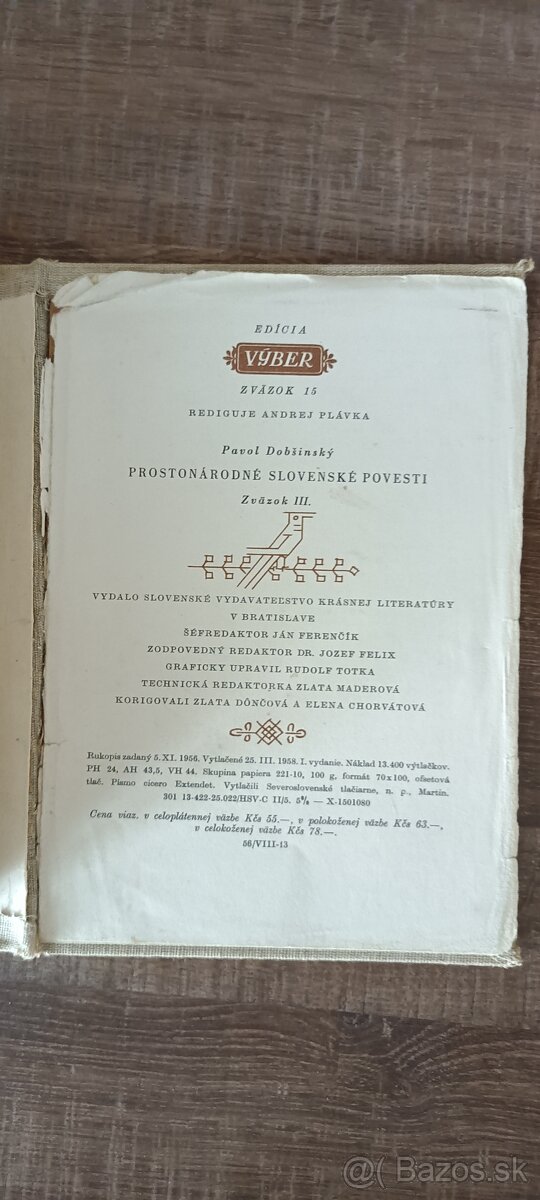 EDÍCIA
VÝBER
ZVÄZOK 15
REDIGUJE ANDREJ PLÁVKA
Pavol Dobšinský
PROSTONÁRODNÉ SLOVENSKÉ POVESTI
Zväzok III.
VYDALO SLOVENSKÉ VYDAVATEĽSTVO KRÁSNEJ LITERATÚRY
V BRATISLAVE
ŠÉFREDAKTOR JÁN FERENČÍK
ZODPOVEDNÝ REDAKTOR DR. JOZEF FELIX
GRAFICKY UPRAVIL RUDOLF TOTKA
TECHNICKÁ REDAKTORKA ZLATA MADEROVÁ
KORIGOVALI ZLATA DÔNČOVÁ A ELENA CHORVÁTOVÁ
Rukopis zadaný 5. XI. 1956. Vytlačené 25. III. 1958. I. vydanie. Náklad 13.400 výtlačkov.
PH 24, AH 43,5, VH 44. Skupina papiera 221-10, 100 g, formát 70x100, ofsetová
tlač. Písmo cicero Extendet. Vytlačili Severoslovenské tlačiarne, n. p., Martin.
301 13-422-25.022/HSV-C II/5. 5⁹/₈ — X-1501080
Cena viaz. v celoplátennej väzbe Kčs 55.—, v polokoženej väzbe Kčs 63.—,
v celokoženej väzbe Kčs 78.—.
56/VIII-13
@( Bazos.sk